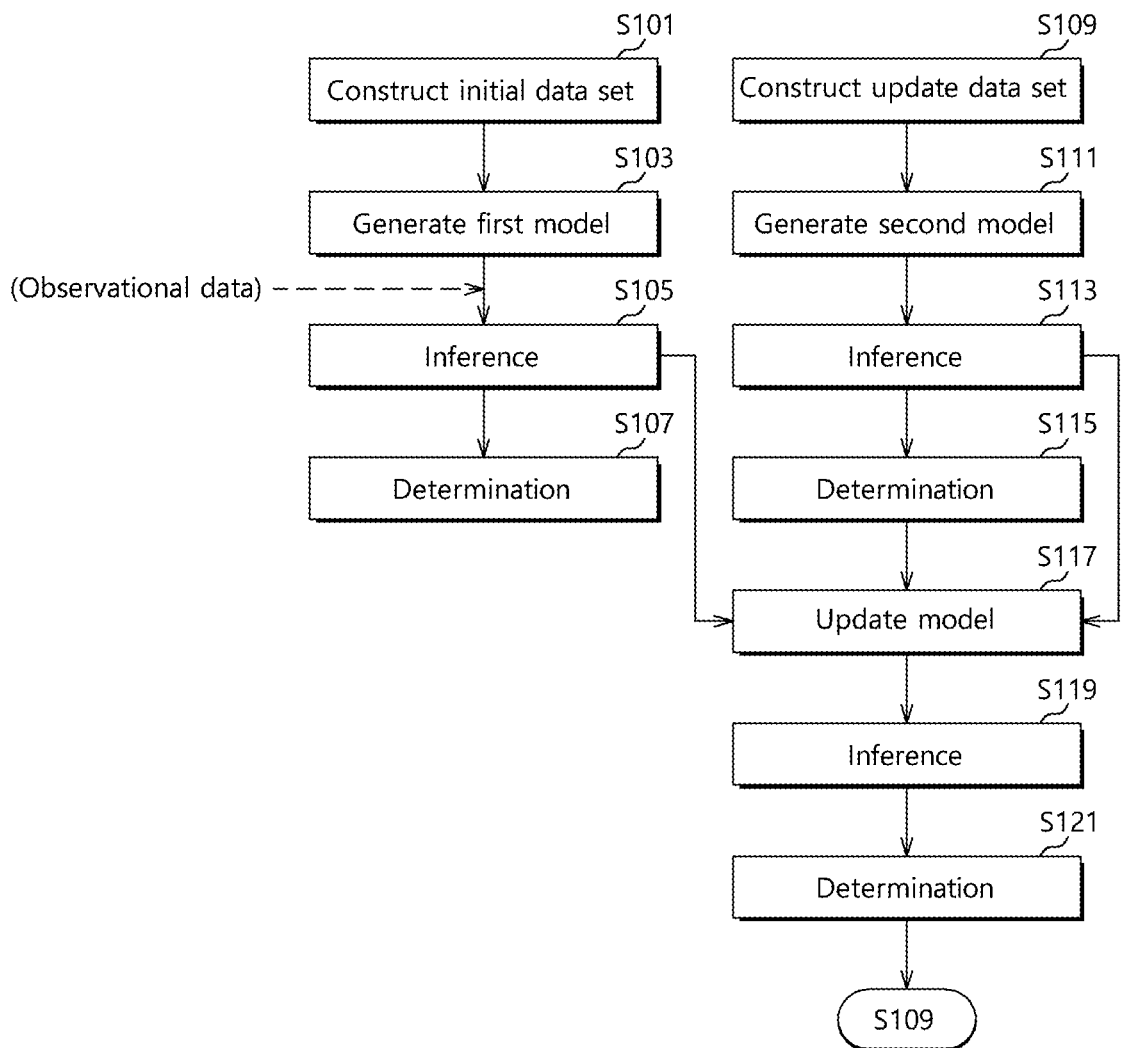 S101
Construct initial data set
S103
Generate first model
(Observational data)
S105
Inference
S107
Determination
S109
Construct update data set
S111
Generate second model
S113
Inference
S115
Determination
S117
Update model
S119
Inference
S121
Determination
S109